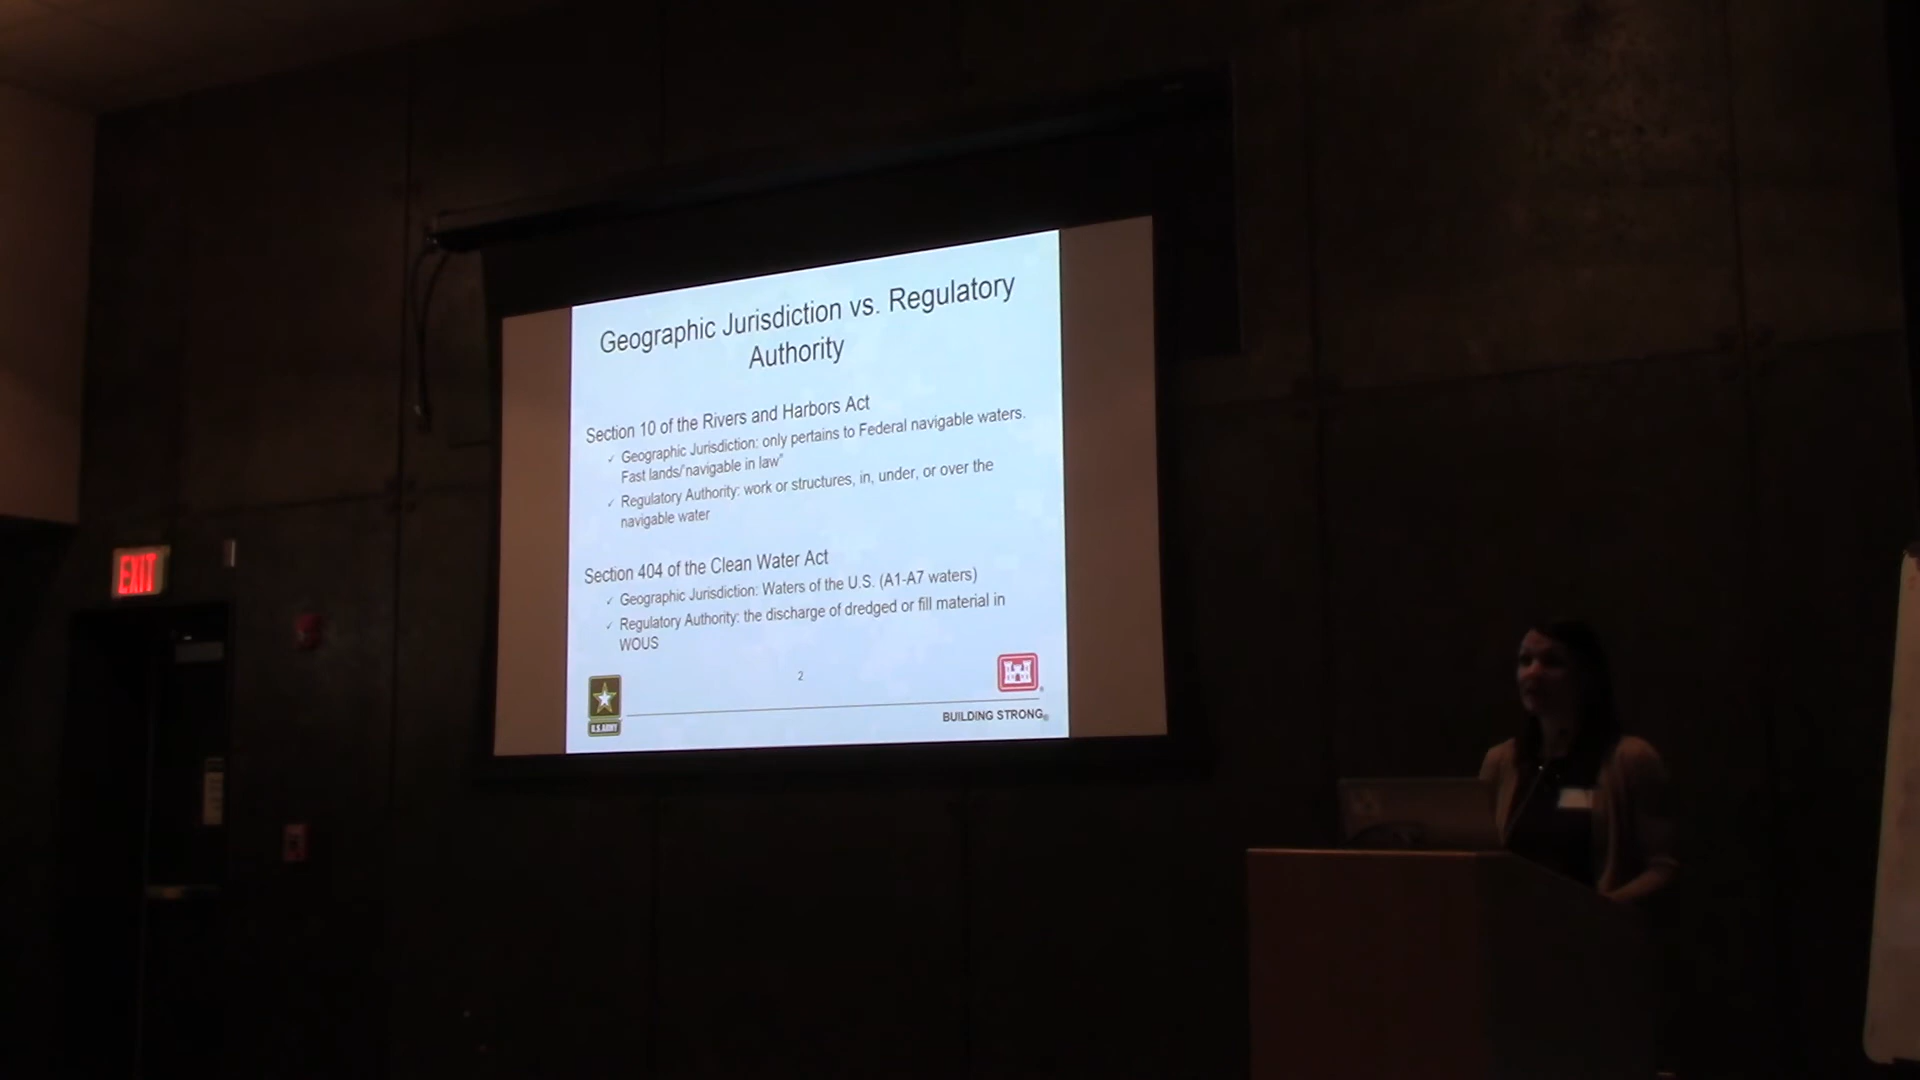 Geographic Jurisdiction vs. Regulatory
Authority
Section 10 of the Rivers and Harbors Act
✓ Geographic Jurisdiction: only pertains to Federal navigable waters.
Fast lands/"navigable in law"
✓ Regulatory Authority: work or structures, in, under, or over the
navigable water
Section 404 of the Clean Water Act
✓ Geographic Jurisdiction: Waters of the U.S. (A1-A7 waters)
✓ Regulatory Authority: the discharge of dredged or fill material in
WOUS
2
U.S. ARMY
BUILDING STRONG®
EXIT